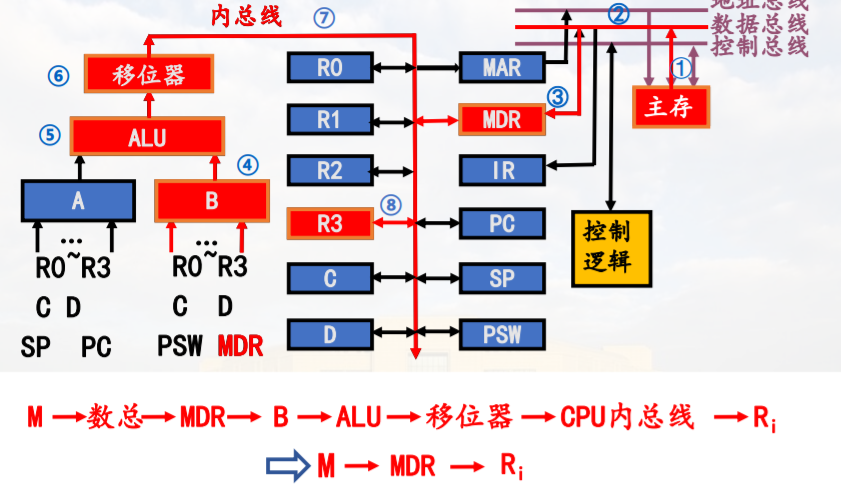 内总线 ⑦
地址总线
② 数据总线
控制总线
⑥ 移位器
R0 MAR
①
⑤ ALU
R1 MDR ③
主存
④
R2 IR
A B
R3 ⑧ PC
控制
逻辑
... ...
R0~R3 R0~R3
C D C D
C SP
SP PC PSW MDR
D PSW
M→数总→MDR→B→ALU→移位器→CPU内总线→Ri
⇨M→MDR→Ri